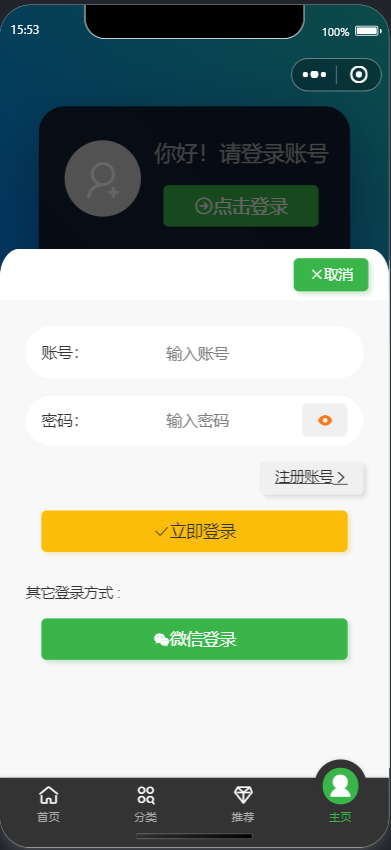 15:53
100%
你好！请登录账号
点击登录
取消
账号：
输入账号
密码：
输入密码
注册账号
立即登录
其它登录方式：
微信登录
首页
分类
推荐
主页